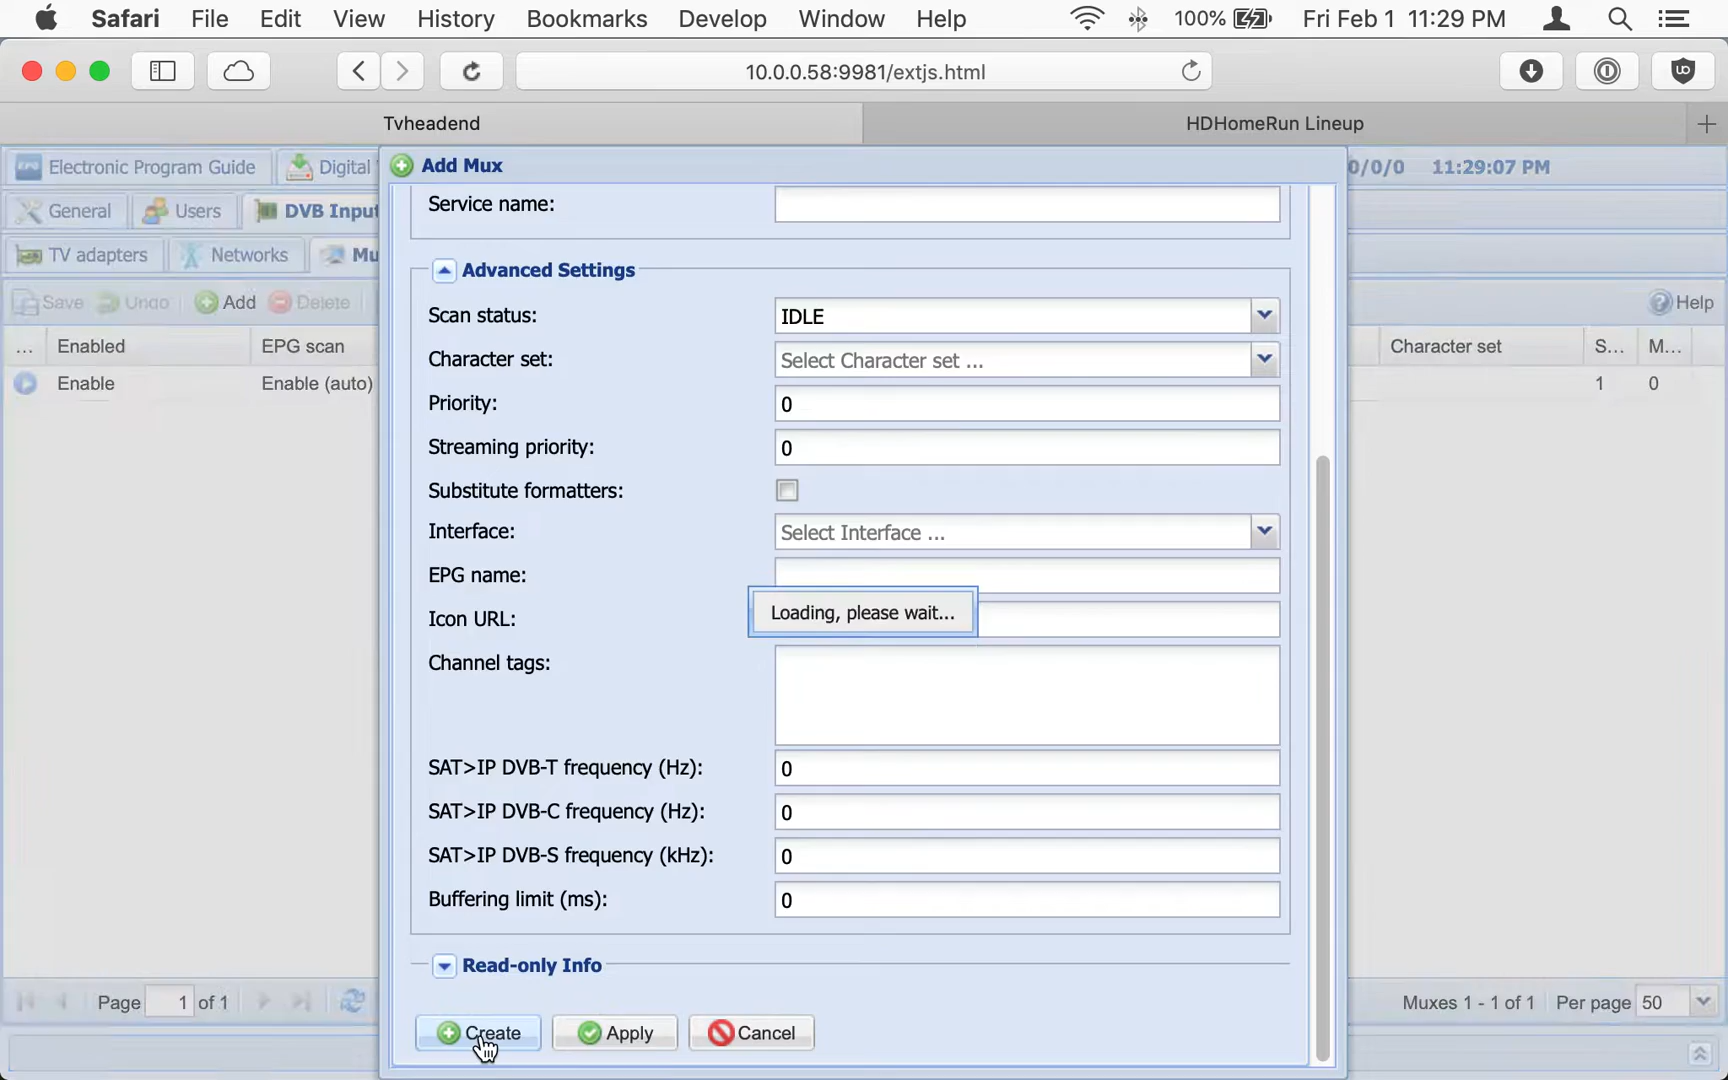 Safari File Edit View History Bookmarks Develop Window Help 100% Fri Feb 1 11:29 PM
10.0.0.58:9981/extjs.html
Tvheadend HDHomeRun Lineup
Electronic Program Guide Digital Add Mux 0/0/0 11:29:07 PM
General Users DVB Input Service name:
TV adapters Networks Mu Advanced Settings
Save Undo Add Delete Scan status: IDLE Help
... Enabled EPG scan Character set: Select Character set ... Character set S... M...
Enable Enable (auto) Priority: 0 1 0
Streaming priority: 0
Substitute formatters:
Interface: Select Interface ...
EPG name:
Icon URL: Loading, please wait...
Channel tags:
SAT>IP DVB-T frequency (Hz): 0
SAT>IP DVB-C frequency (Hz): 0
SAT>IP DVB-S frequency (kHz): 0
Buffering limit (ms): 0
Read-only Info
Page 1 of 1 Muxes 1 - 1 of 1 Per page 50
Create Apply Cancel